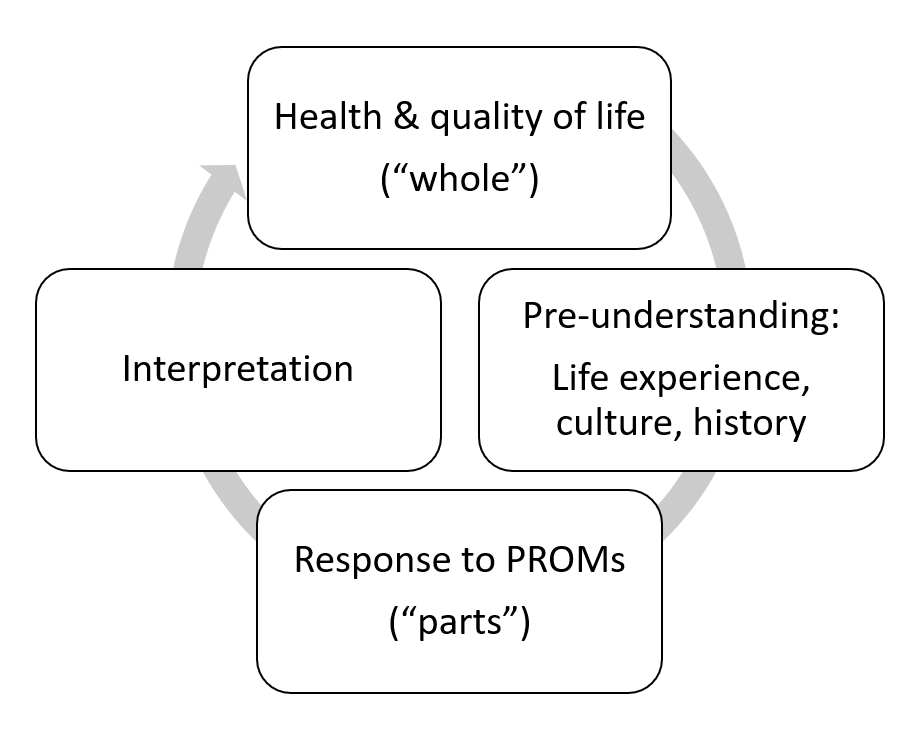 Health & quality of life
(“whole”)
Pre-understanding:
Life experience,
culture, history
Response to PROMs
(“parts”)
Interpretation